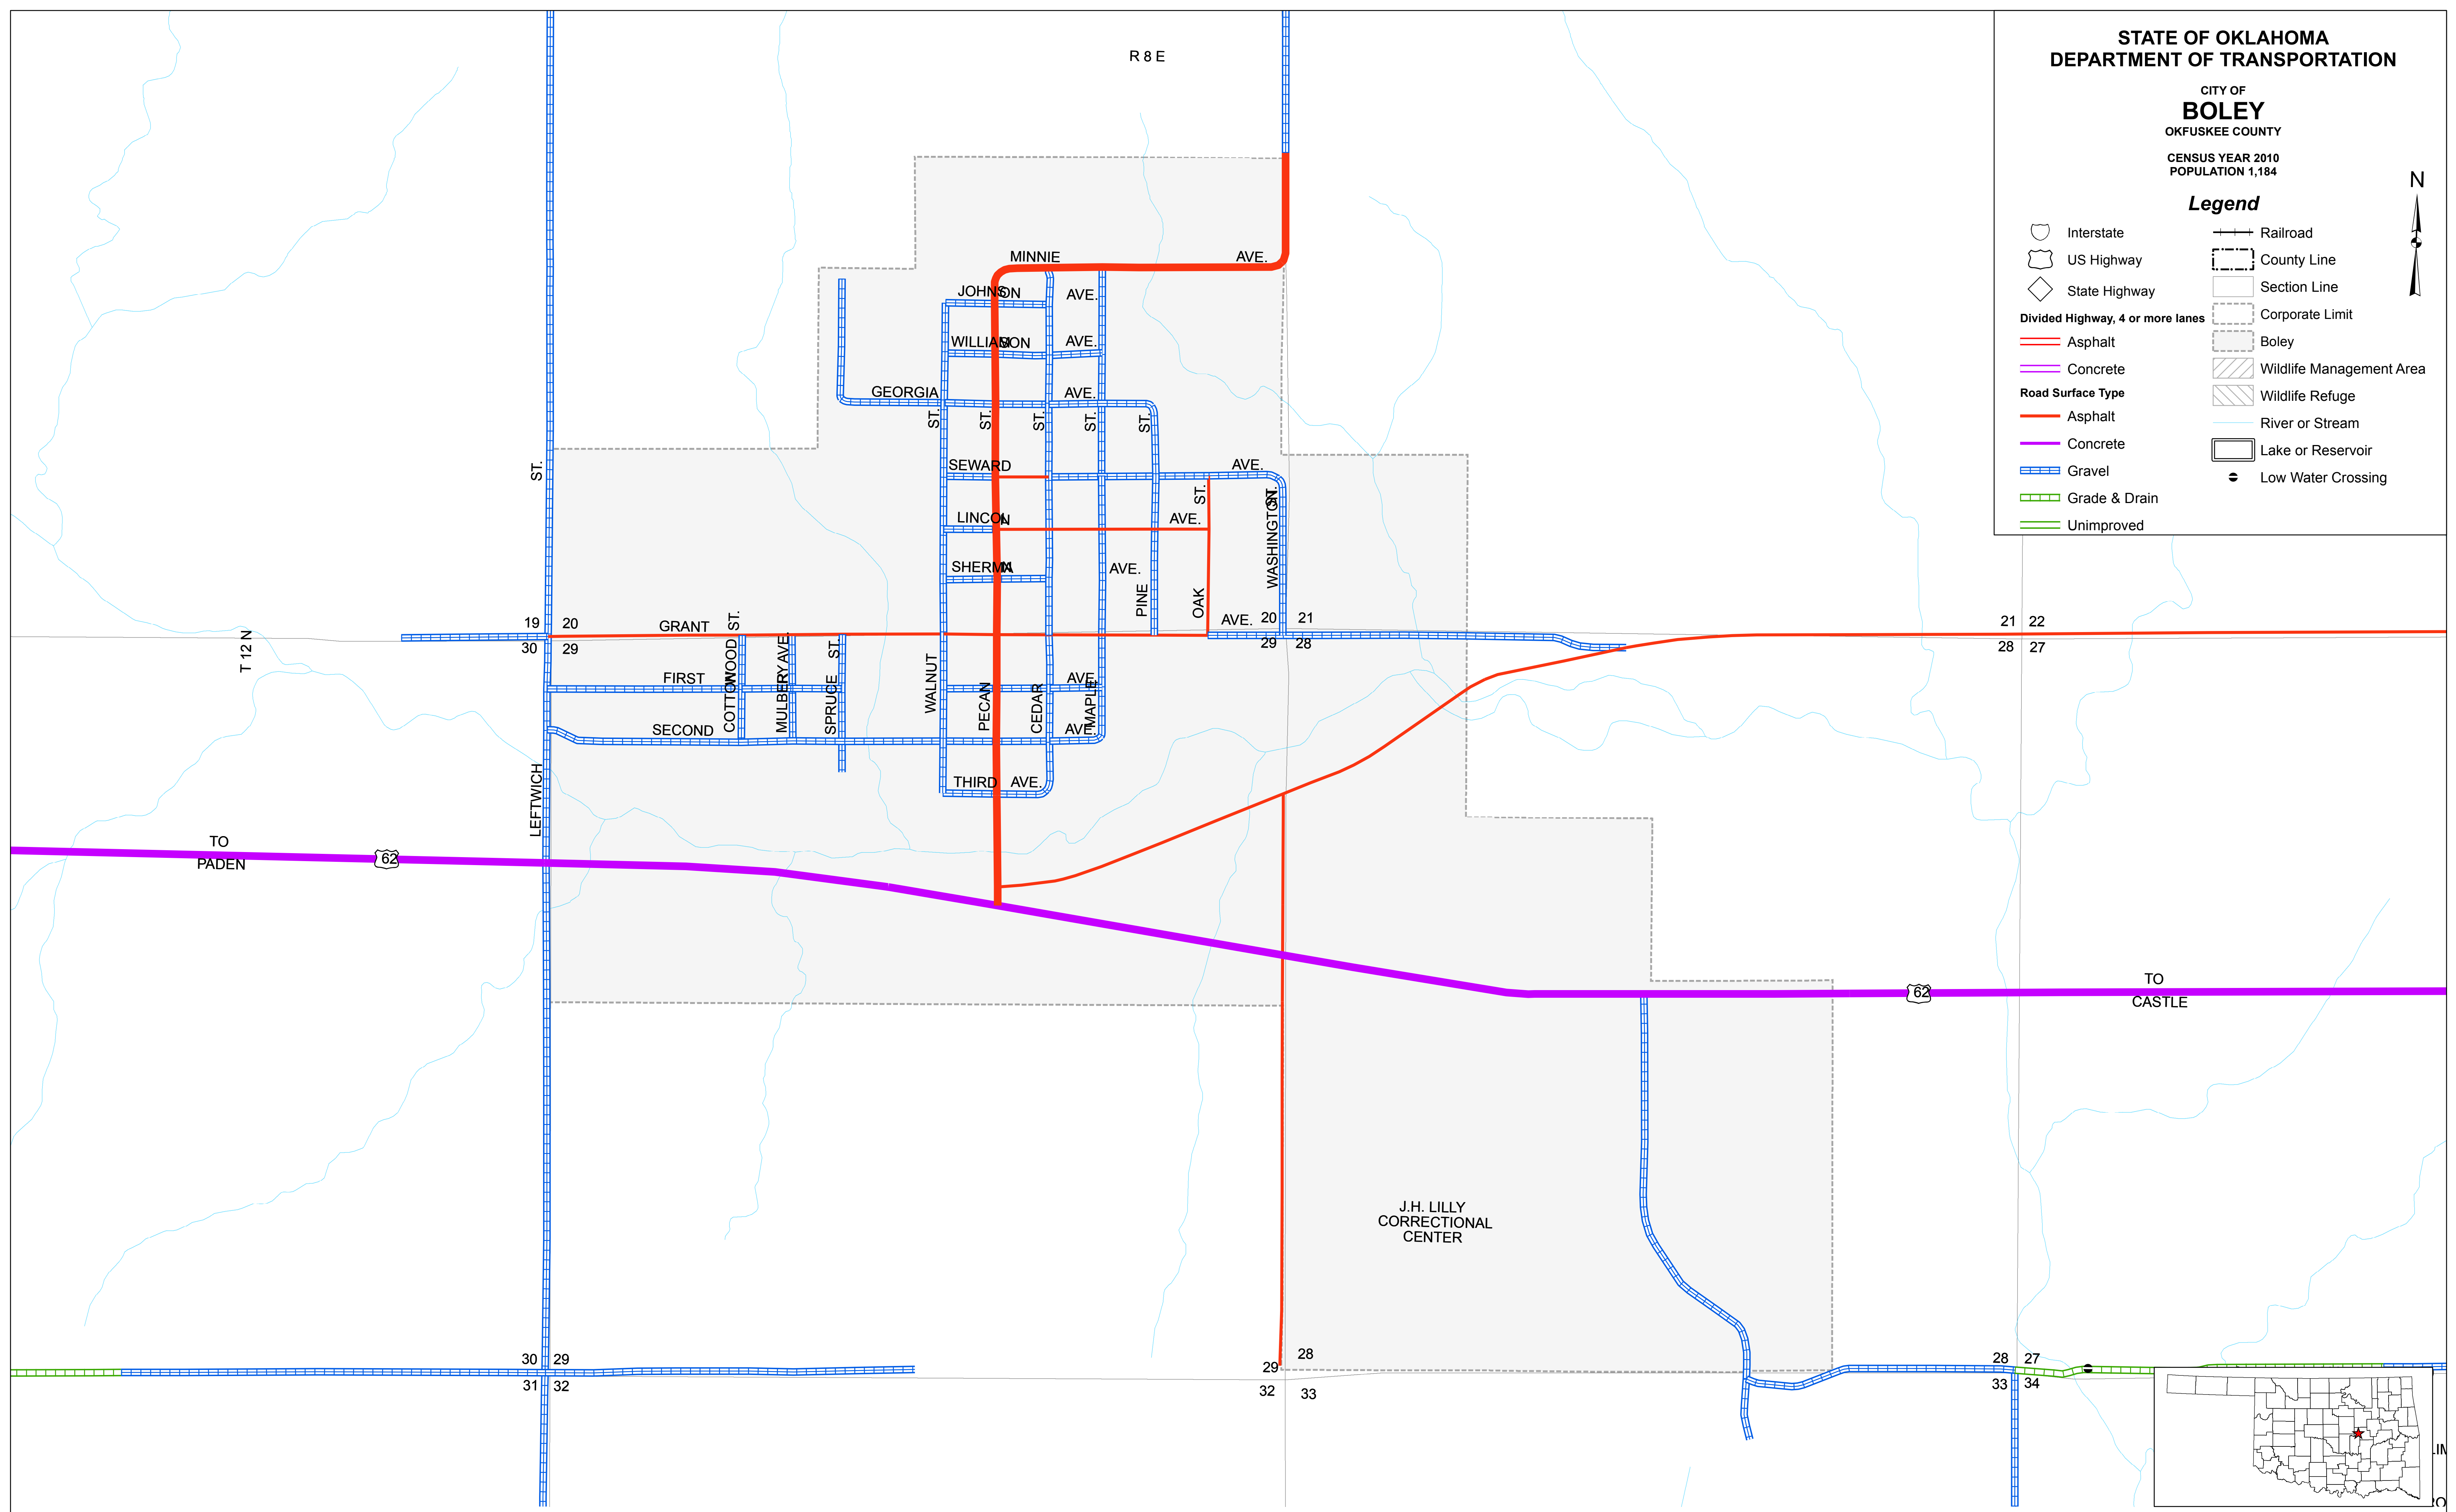 STATE OF OKLAHOMA
DEPARTMENT OF TRANSPORTATION
CITY OF
BOLEY
OKFUSKEE COUNTY
CENSUS YEAR 2010
POPULATION 1,184
N
Legend
Interstate
US Highway
State Highway
Divided Highway, 4 or more lanes
Asphalt
Concrete
Road Surface Type
Asphalt
Concrete
Gravel
Grade & Drain
Unimproved
Railroad
County Line
Section Line
Corporate Limit
Boley
Wildlife Management Area
Wildlife Refuge
River or Stream
Lake or Reservoir
Low Water Crossing
R 8 E
MINNIE AVE.
JOHNSON AVE.
WILLIAMSON AVE.
GEORGIA AVE.
ST.
ST.
ST.
ST.
ST.
ST.
SEWARD AVE.
ST.
ST.
LINCOLN AVE.
WASHINGTON
SHERMAN AVE.
PINE
OAK
19 20
30 29
GRANT AVE.
20 21
29 28
21 22
28 27
T 12 N
COTTONWOOD ST.
MULBERRY AVE.
SPRUCE ST.
FIRST AVE.
WALNUT
PECAN
CEDAR
MAPLE
SECOND AVE.
THIRD AVE.
LEFTWICH
TO
PADEN
62
62
TO
CASTLE
J.H. LILLY
CORRECTIONAL
CENTER
30 29
31 32
29 28
32 33
28 27
33 34